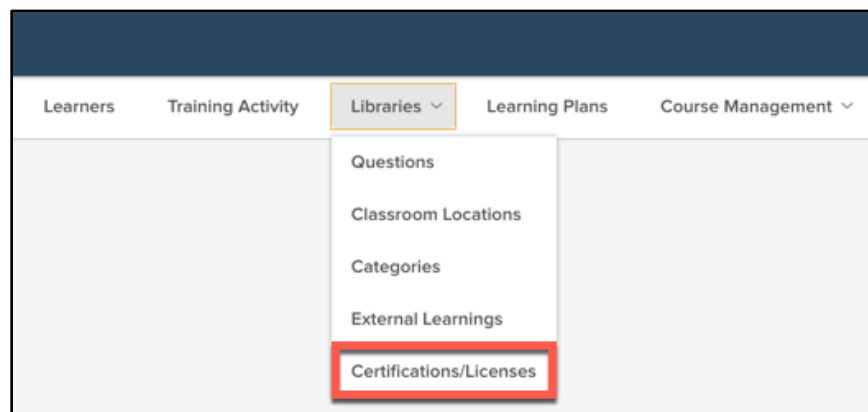 Learners Training Activity Libraries Learning Plans Course Management
Questions
Classroom Locations
Categories
External Learnings
Certifications/Licenses